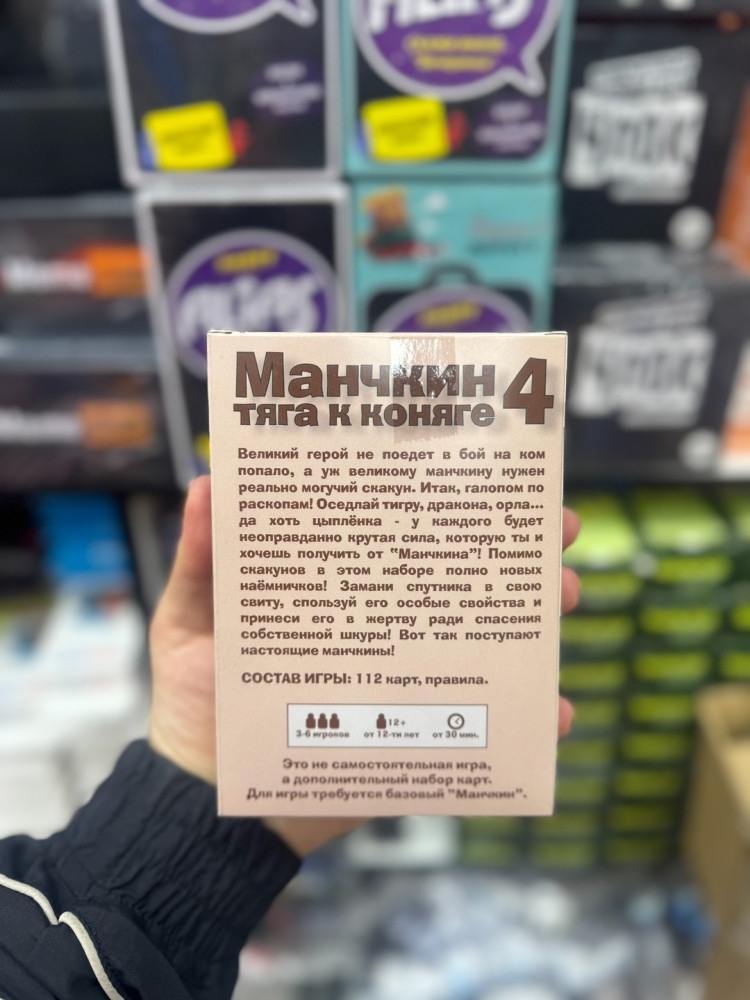 Манчкин 4
тяга к коняге
Великий герой не поедет в бой на ком
попало, а уж великому манчкину нужен
реально могучий скакун. Итак, галопом по
раскопам! Оседлай тигру, дракона, орла...
да хоть цыплёнка - у каждого будет
неоправданно крутая сила, которую ты и
хочешь получить от "Манчкина"! Помимо
скакунов в этом наборе полно новых
наёмничков! Замани спутника в свою
свиту, спользуй его особые свойства и
принеси его в жертву ради спасения
собственной шкуры! Вот так поступают
настоящие манчкины!
СОСТАВ ИГРЫ: 112 карт, правила.
12+
3-6 игроков от 12-ти лет от 30 мин.
Это не самостоятельная игра,
а дополнительный набор карт.
Для игры требуется базовый "Манчкин".